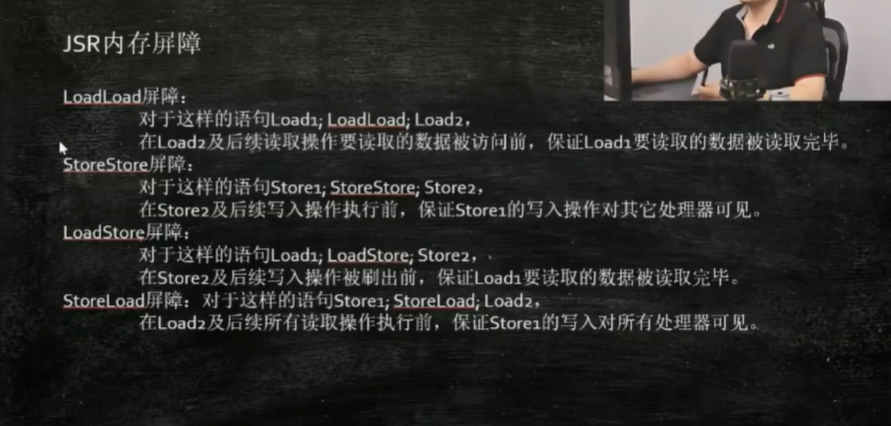 JSR内存屏障
LoadLoad屏障：
对于这样的语句Load1; LoadLoad; Load2，
在Load2及后续读取操作要读取的数据被访问前，保证Load1要读取的数据被读取完毕。
StoreStore屏障：
对于这样的语句Store1; StoreStore; Store2，
在Store2及后续写入操作执行前，保证Store1的写入操作对其它处理器可见。
LoadStore屏障：
对于这样的语句Load1; LoadStore; Store2，
在Store2及后续写入操作被刷出前，保证Load1要读取的数据被读取完毕。
StoreLoad屏障：对于这样的语句Store1; StoreLoad; Load2，
在Load2及后续所有读取操作执行前，保证Store1的写入对所有处理器可见。